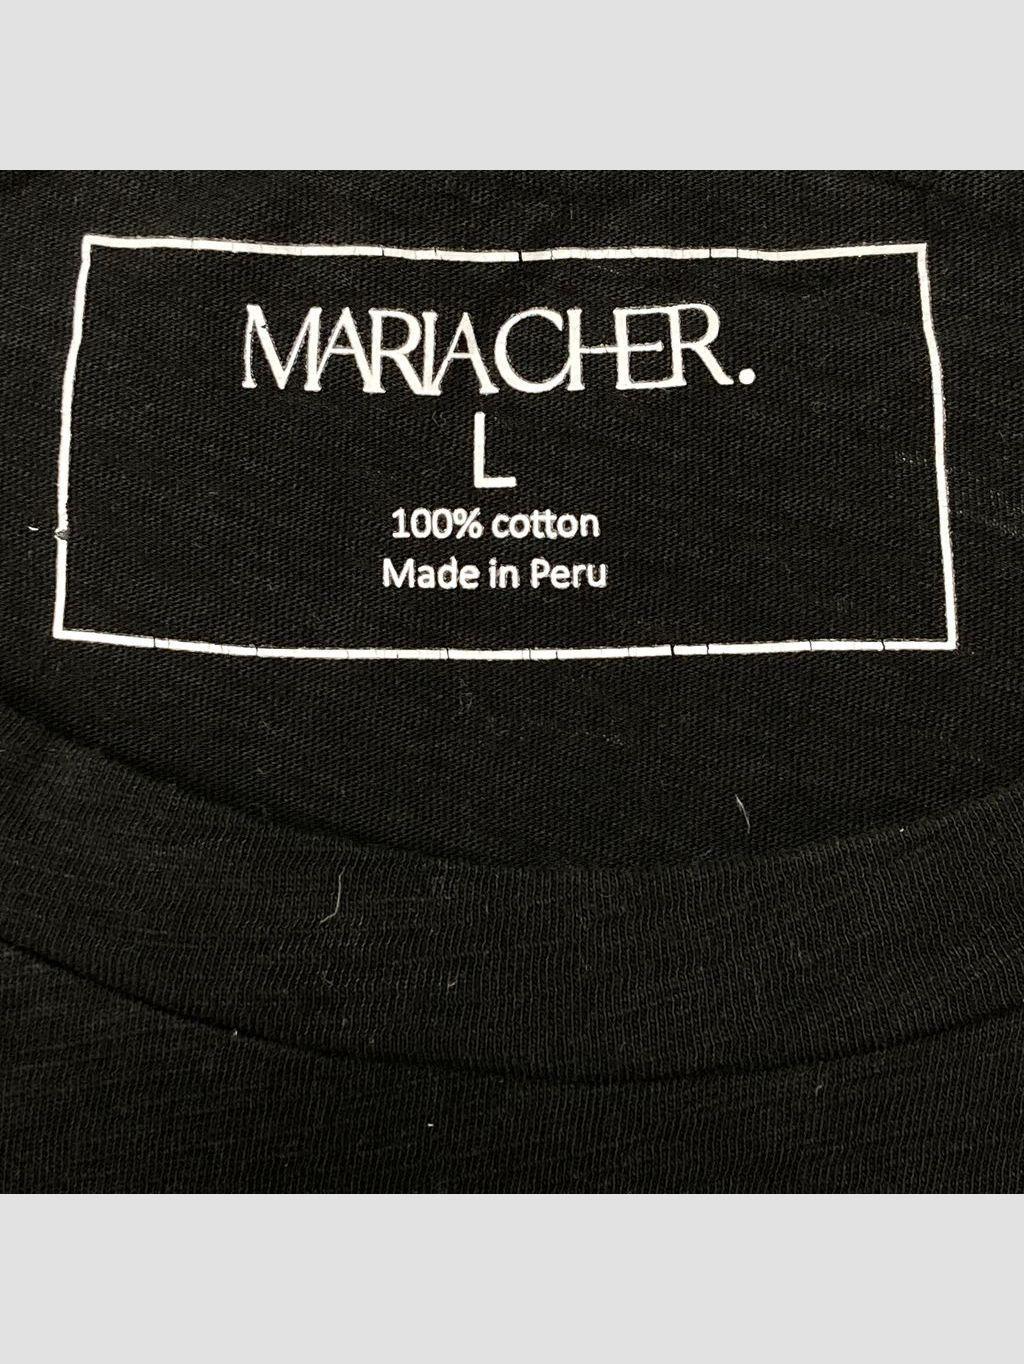 MARIACHER.
L
100% cotton
Made in Peru